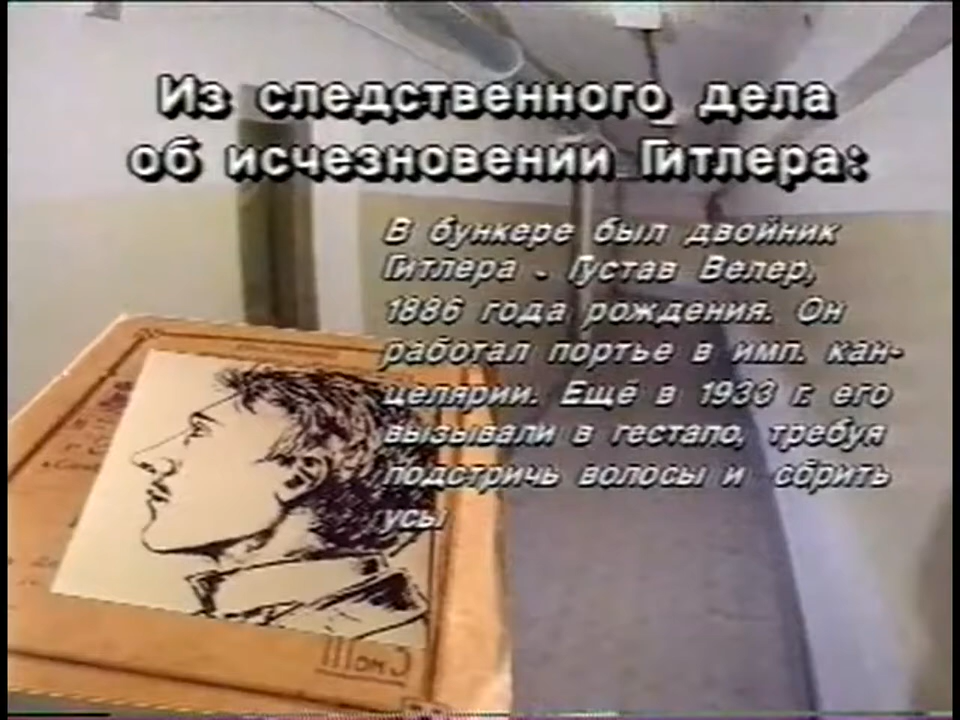 Из следственного дела
об исчезновении Гитлера:
В бункере был двойник
Гитлера - Густав Велер,
1886 года рождения. Он
работал портье в имп. кан-
целярии. Ещё в 1933 г. его
вызывали в гестапо, требуя
подстричь волосы и сбрить
усы